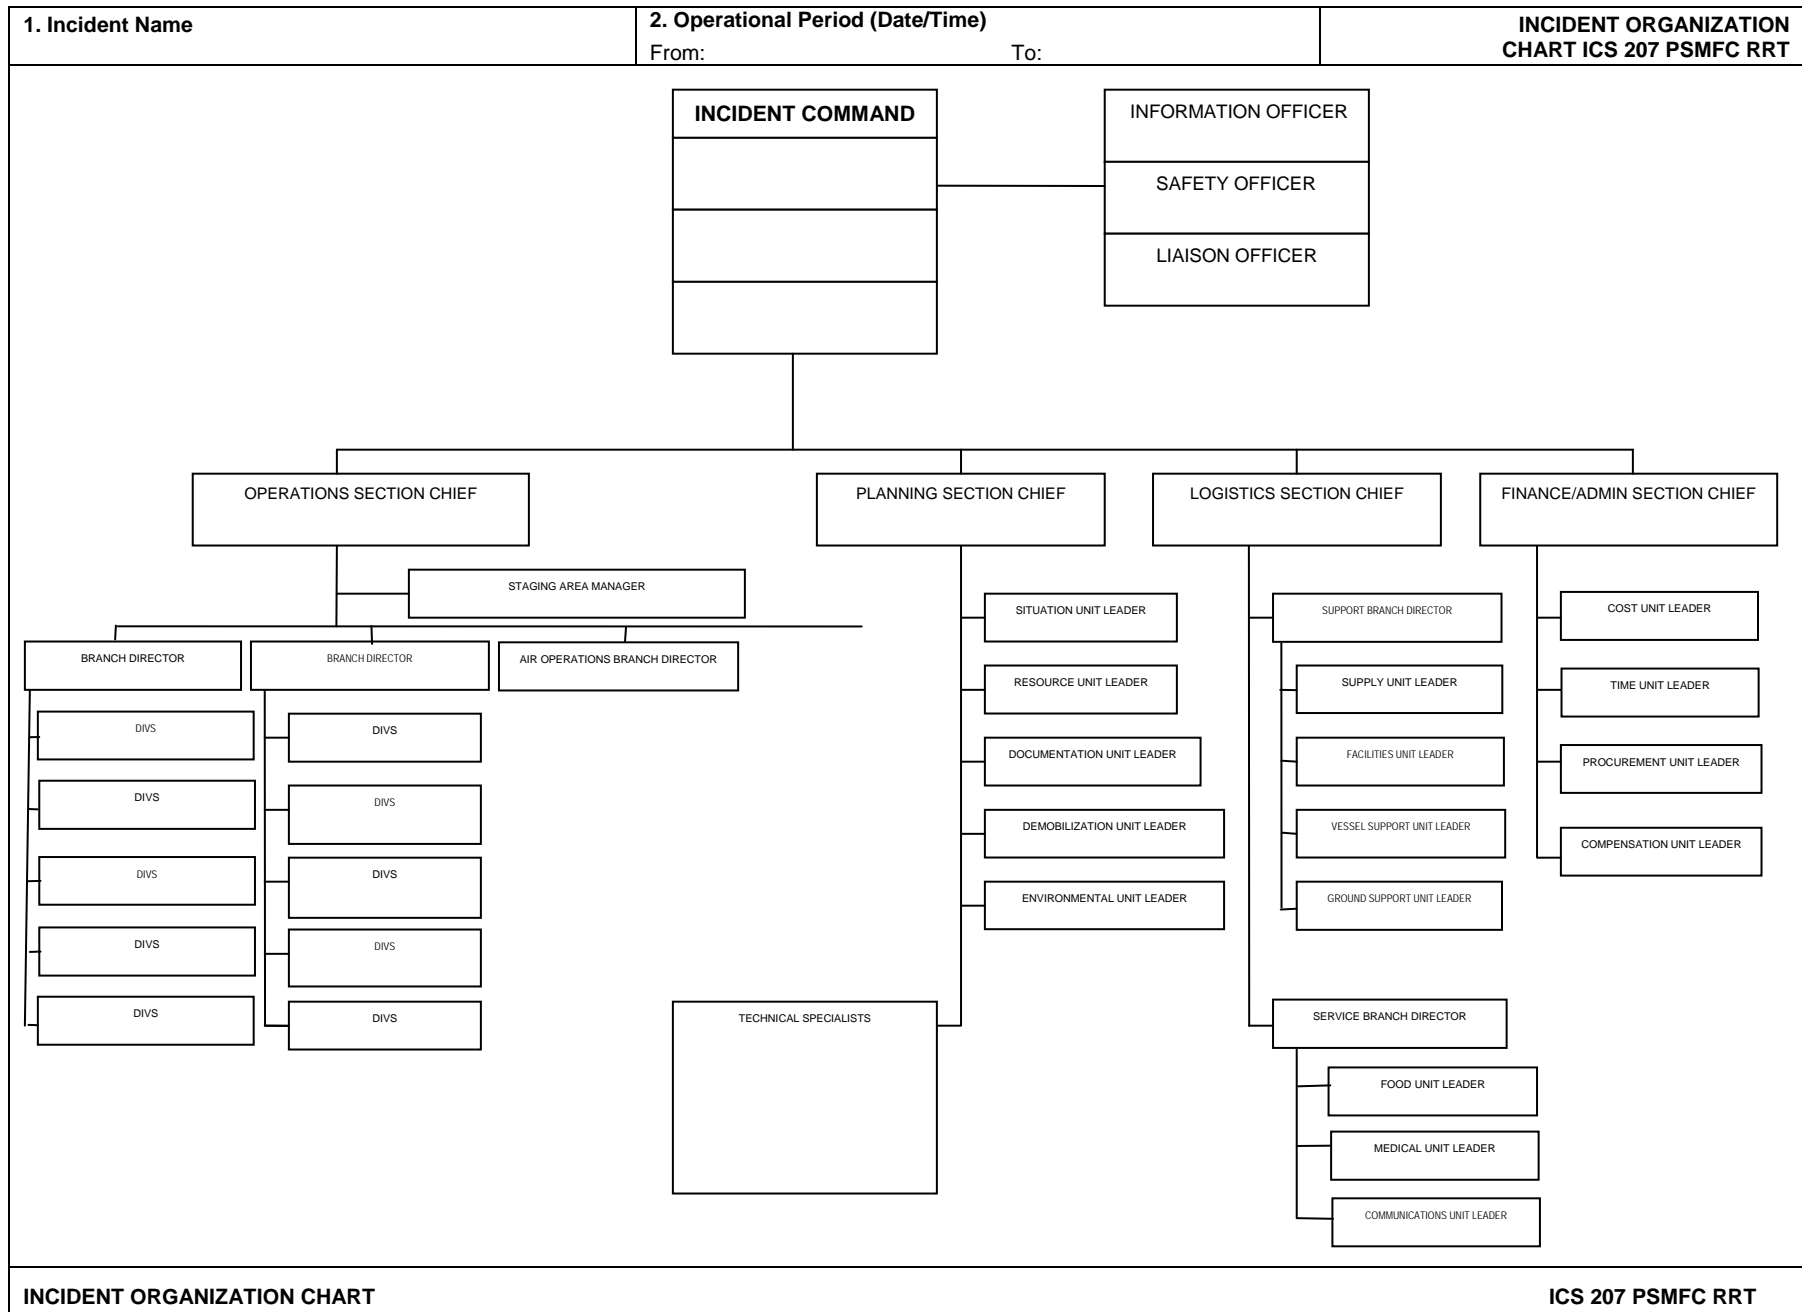 1. Incident Name
2. Operational Period (Date/Time)
From: To:
INCIDENT ORGANIZATION
CHART ICS 207 PSMFC RRT
INCIDENT COMMAND
INFORMATION OFFICER
SAFETY OFFICER
LIAISON OFFICER
OPERATIONS SECTION CHIEF
PLANNING SECTION CHIEF
LOGISTICS SECTION CHIEF
FINANCE/ADMIN SECTION CHIEF
STAGING AREA MANAGER
BRANCH DIRECTOR
BRANCH DIRECTOR
AIR OPERATIONS BRANCH DIRECTOR
DIVS
DIVS
DIVS
DIVS
DIVS
DIVS
DIVS
DIVS
DIVS
DIVS
SITUATION UNIT LEADER
RESOURCE UNIT LEADER
DOCUMENTATION UNIT LEADER
DEMOBILIZATION UNIT LEADER
ENVIRONMENTAL UNIT LEADER
TECHNICAL SPECIALISTS
SUPPORT BRANCH DIRECTOR
SUPPLY UNIT LEADER
FACILITIES UNIT LEADER
VESSEL SUPPORT UNIT LEADER
GROUND SUPPORT UNIT LEADER
SERVICE BRANCH DIRECTOR
FOOD UNIT LEADER
MEDICAL UNIT LEADER
COMMUNICATIONS UNIT LEADER
COST UNIT LEADER
TIME UNIT LEADER
PROCUREMENT UNIT LEADER
COMPENSATION UNIT LEADER
INCIDENT ORGANIZATION CHART
ICS 207 PSMFC RRT